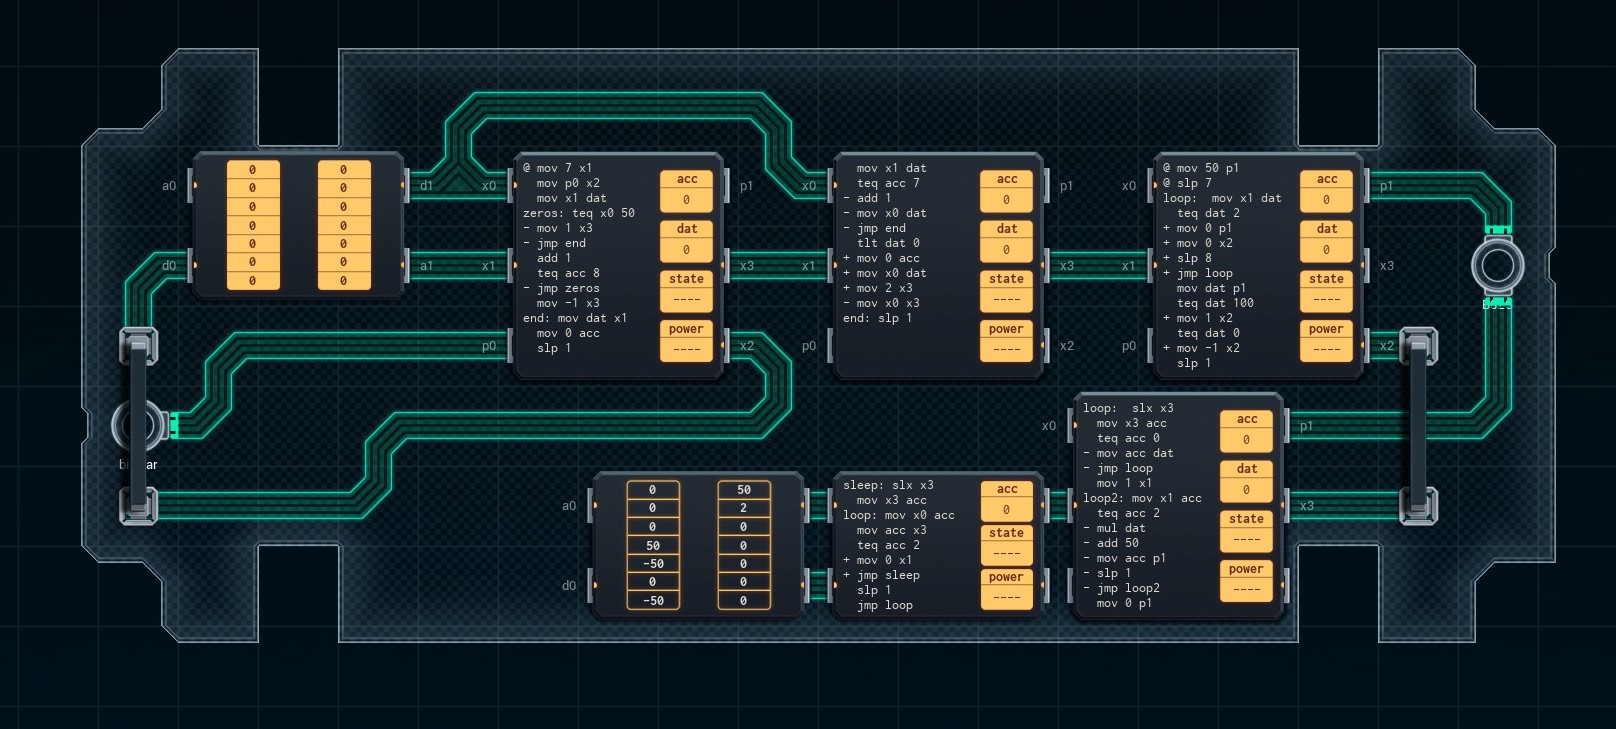 a0
0 0
0 0
0 0
0 0
0 0
0 0
0 0
d1
d0
a1
x0
@ mov 7 x1
mov p0 x2
mov x1 dat
zeros: teq x0 50
- mov 1 x3
- jmp end
add 1
teq acc 8
- jmp zeros
mov -1 x3
end: mov dat x1
mov 0 acc
slp 1
acc
0
dat
0
state
----
power
----
p1
x1
x3
p0
x2
x0
mov x1 dat
teq acc 7
- add 1
- mov x0 dat
- jmp end
tlt dat 0
+ mov 0 acc
+ mov x0 dat
+ mov 2 x3
- mov x0 x3
end: slp 1
acc
0
dat
0
state
----
power
----
p1
x1
x3
p0
x2
x0
@ mov 50 p1
@ slp 7
loop: mov x1 dat
teq dat 2
+ mov 0 p1
+ mov 0 x2
+ slp 8
+ jmp loop
mov dat p1
teq dat 100
+ mov 1 x2
teq dat 0
+ mov -1 x2
slp 1
acc
0
dat
0
state
----
power
----
p1
x1
x3
p0
x2
a0
0 50
0 2
0 0
50 0
-50 0
0 0
-50 0
d0
sleep: slx x3
mov x3 acc
loop: mov x0 acc
mov acc x3
teq acc 2
+ mov 0 x1
+ jmp sleep
slp 1
jmp loop
acc
0
state
----
power
----
x0
loop: slx x3
mov x3 acc
teq acc 0
- mov acc dat
- jmp loop
mov 1 x1
loop2: mov x1 acc
teq acc 2
- mul dat
- add 50
- mov acc p1
- slp 1
- jmp loop2
mov 0 p1
acc
0
dat
0
state
----
power
----
p1
x3